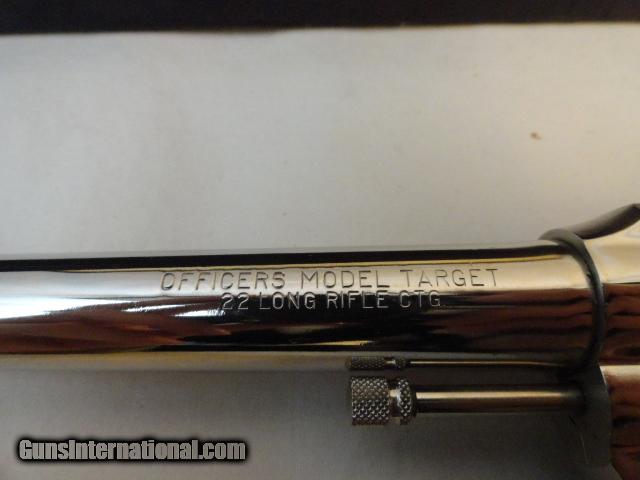 OFFICERS MODEL TARGET
22 LONG RIFLE CTG.
GunsInternational.com